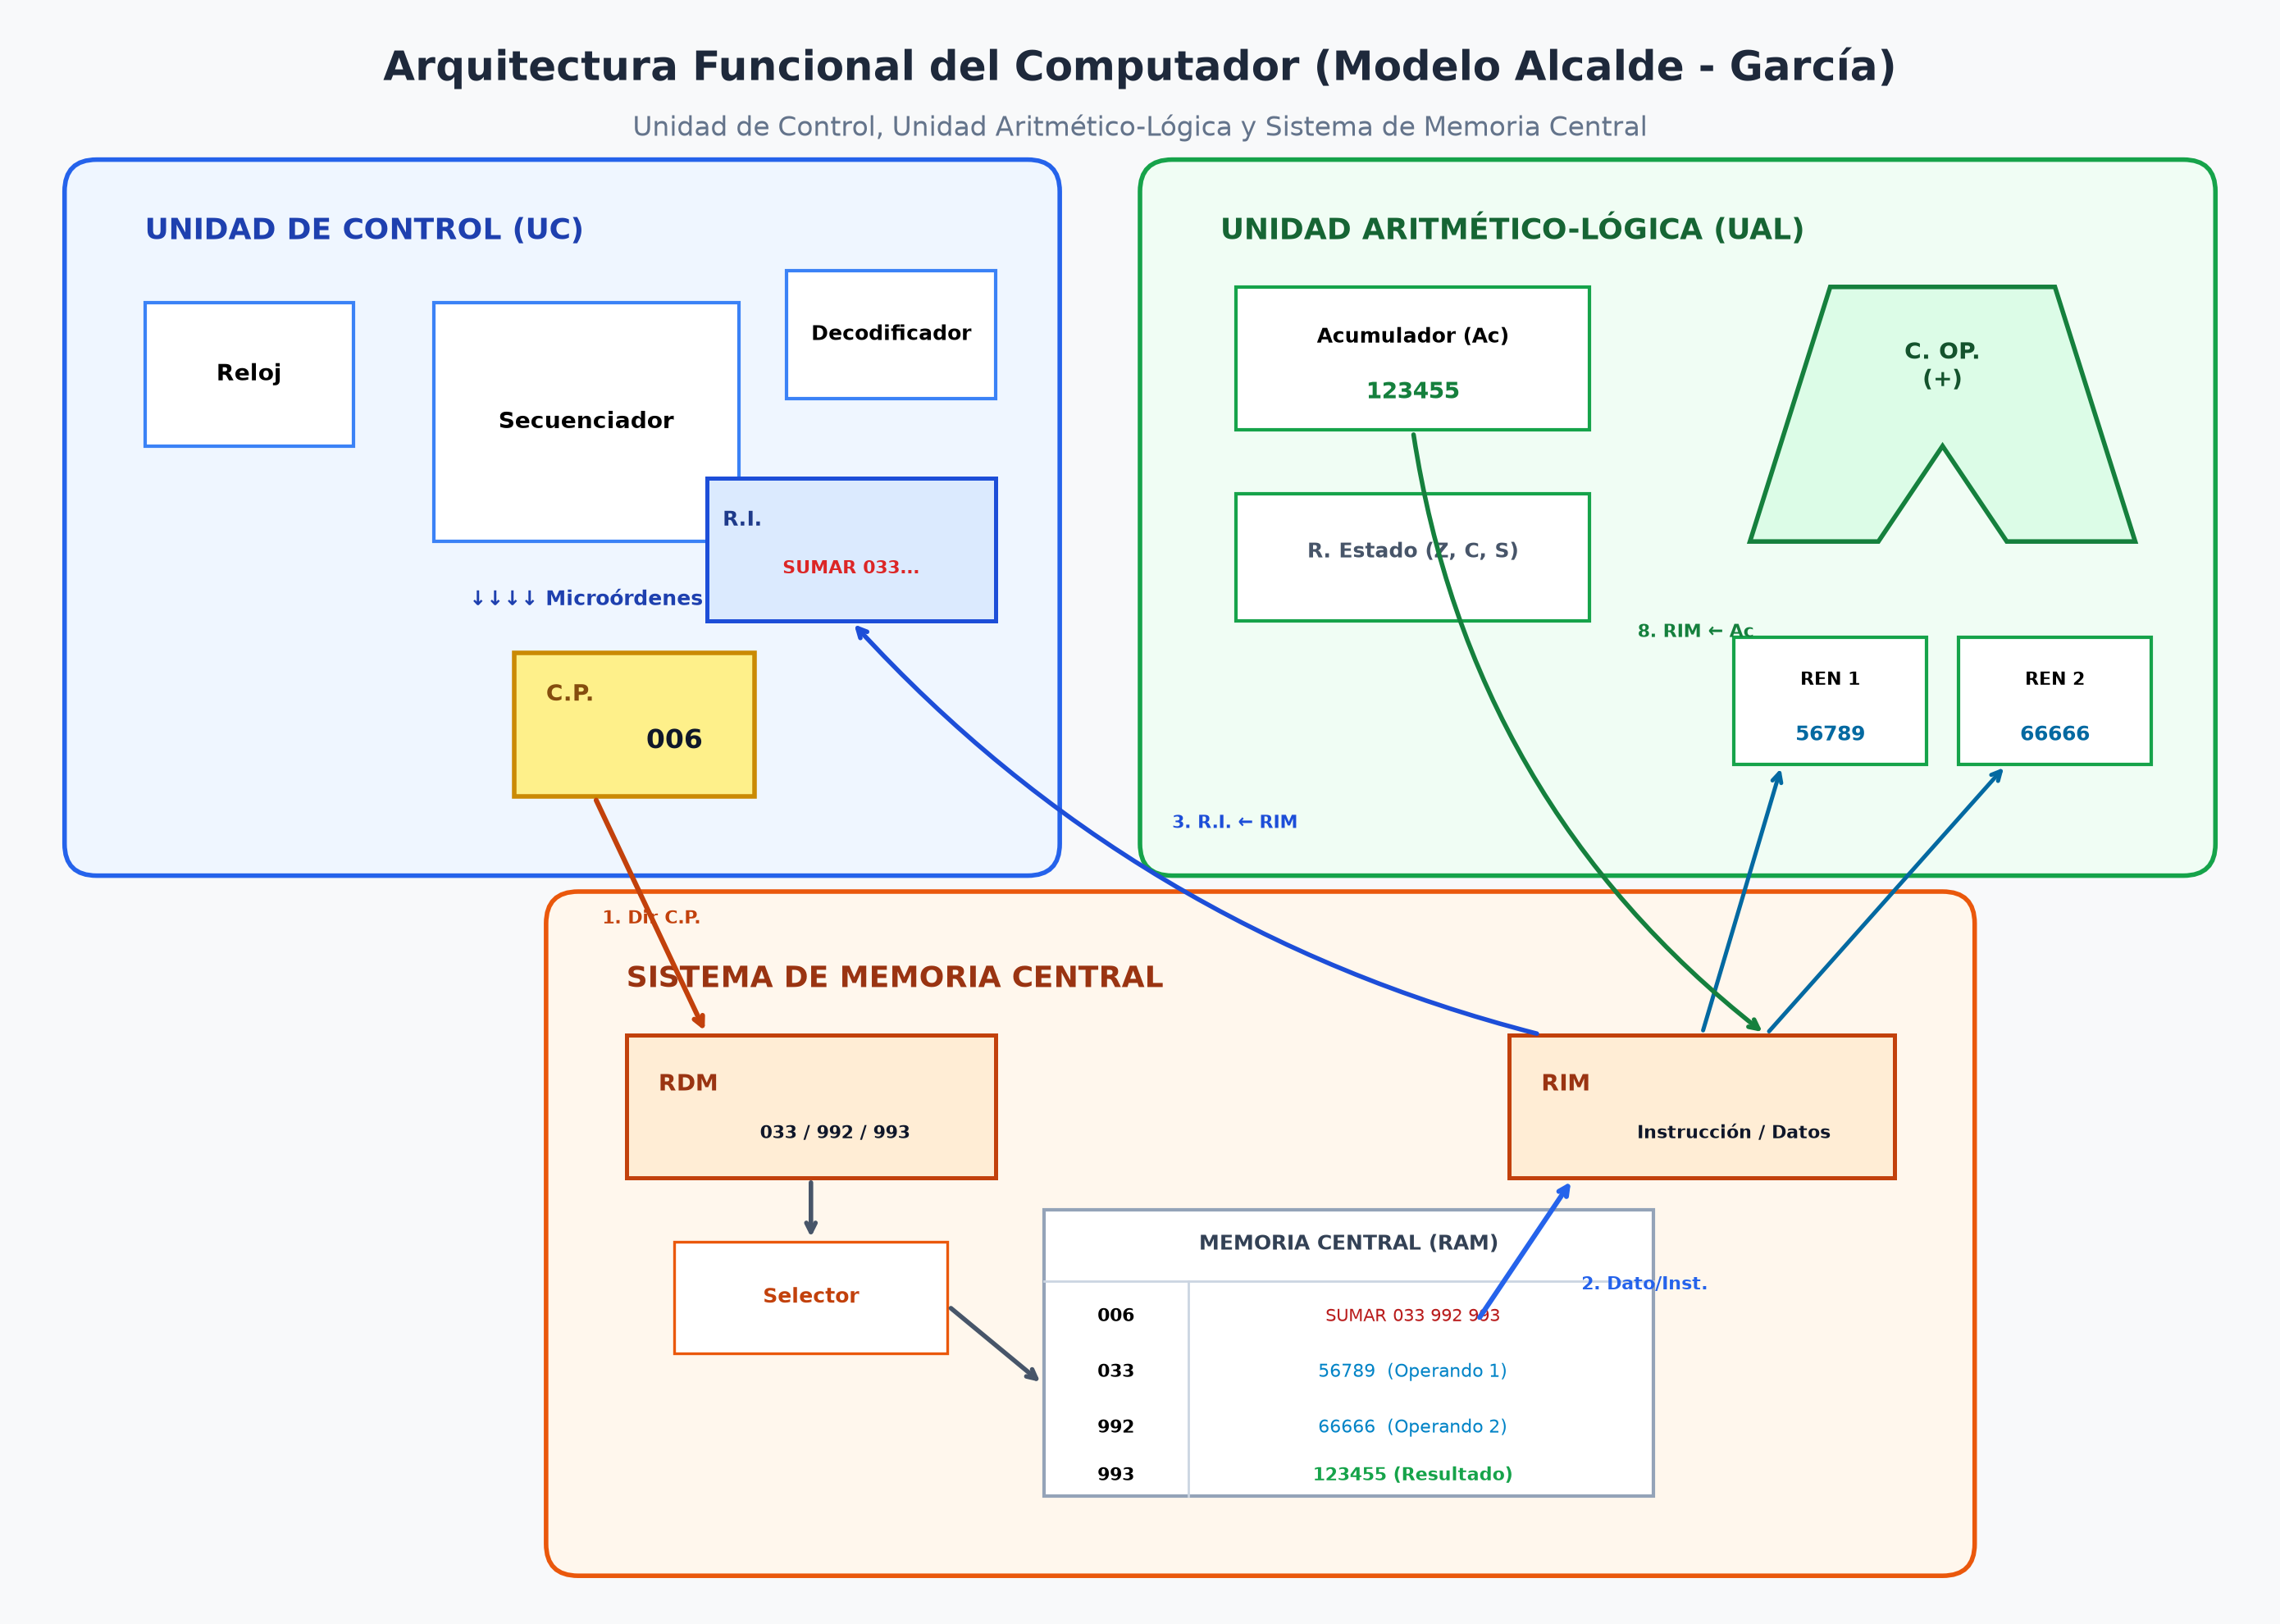 Arquitectura Funcional del Computador (Modelo Alcalde - García)
Unidad de Control, Unidad Aritmético-Lógica y Sistema de Memoria Central
UNIDAD DE CONTROL (UC)
Reloj
Secuenciador
Decodificador
R.I.
SUMAR 033...
↓↓↓↓ Microórdenes
C.P.
006
UNIDAD ARITMÉTICO-LÓGICA (UAL)
Acumulador (Ac)
123455
C. OP.
(+)
R. Estado (Z, C, S)
8. RIM ← Ac
REN 1
56789
REN 2
66666
3. R.I. ← RIM
1. Dir C.P.
SISTEMA DE MEMORIA CENTRAL
RDM
033 / 992 / 993
RIM
Instrucción / Datos
Selector
MEMORIA CENTRAL (RAM)
2. Dato/Inst.
006 SUMAR 033 992 993
033 56789 (Operando 1)
992 66666 (Operando 2)
993 123455 (Resultado)